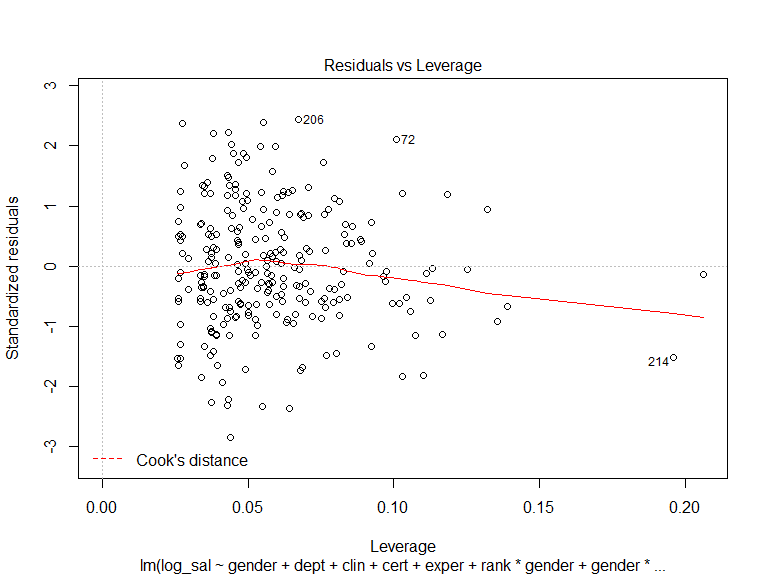 Residuals vs Leverage
Standardized residuals
3
2
1
0
-1
-2
-3
206
72
214
Cook's distance
0.00 0.05 0.10 0.15 0.20
Leverage
lm(log_sal ~ gender + dept + clin + cert + exper + rank * gender + gender * ...